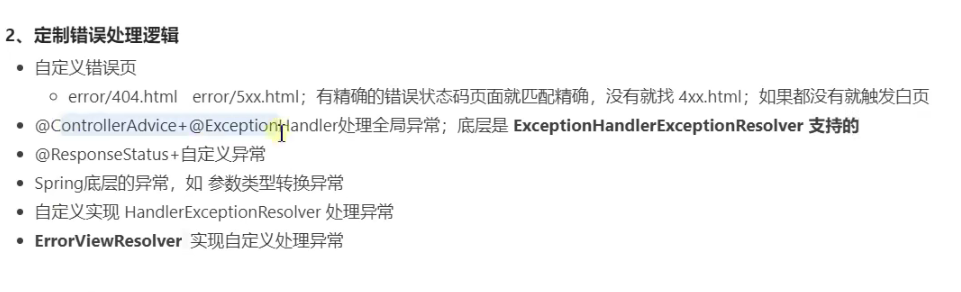 2、定制错误处理逻辑
自定义错误页
error/404.html error/5xx.html；有精确的错误状态码页面就匹配精确，没有就找 4xx.html；如果都没有就触发白页
@ControllerAdvice+@ExceptionHandler处理全局异常；底层是 ExceptionHandlerExceptionResolver 支持的
@ResponseStatus+自定义异常
Spring底层的异常，如 参数类型转换异常
自定义实现 HandlerExceptionResolver 处理异常
ErrorViewResolver 实现自定义处理异常